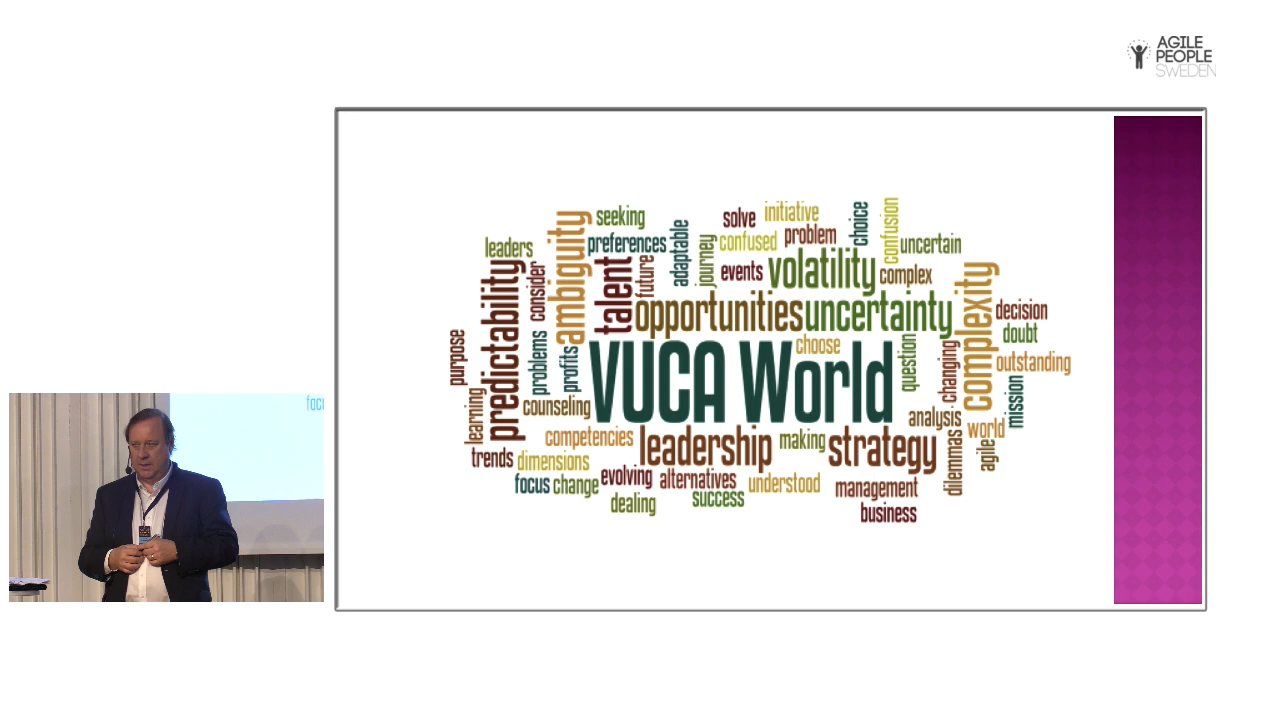 AGILE
PEOPLE
SWEDEN
seeking
solve
initiative
choice
confusion
leaders
ambiguity
preferences
adaptable
journey
confused
problem
uncertain
predictability
consider
talent
future
events
volatility
complex
complexity
opportunities
uncertainty
decision
doubt
purpose
problems
profits
VUCA World
choose
question
changing
outstanding
mission
learning
counseling
analysis
world
competencies
leadership
making
strategy
dilemmas
agile
trends
dimensions
focus
change
evolving
alternatives
understood
management
dealing
success
business